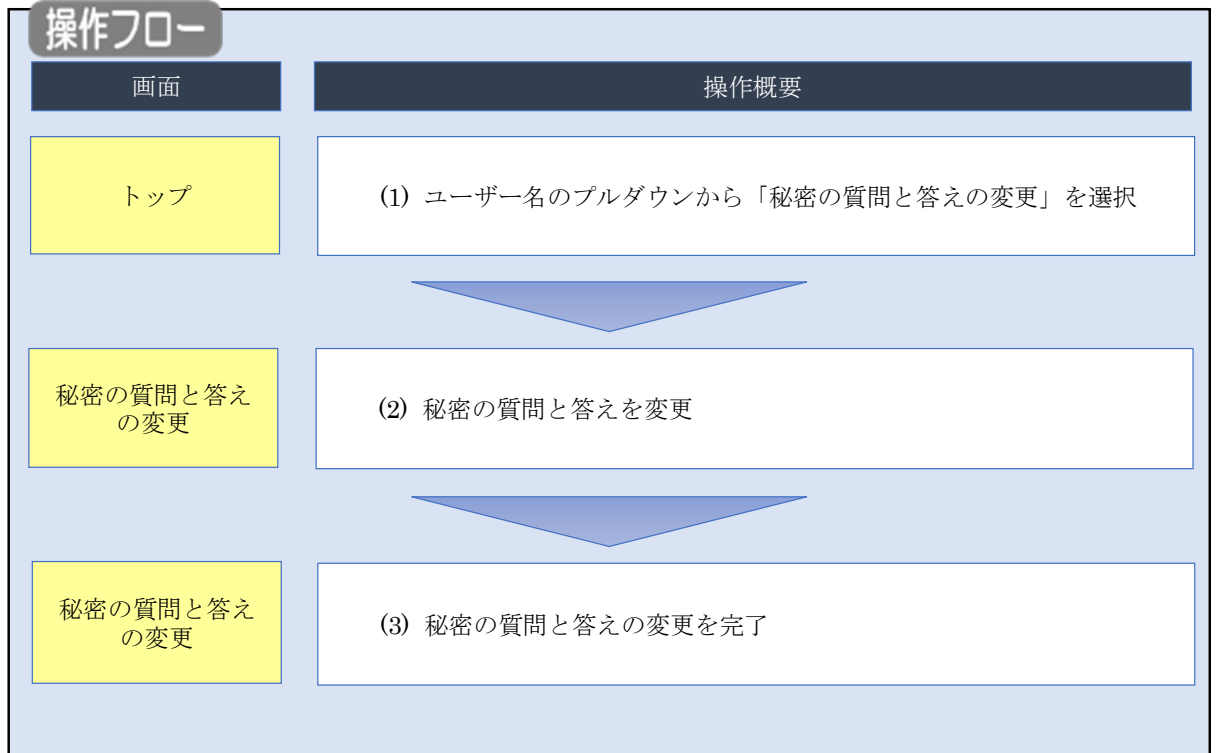 操作フロー
画面
操作概要
トップ
(1) ユーザー名のプルダウンから「秘密の質問と答えの変更」を選択
秘密の質問と答え
の変更
(2) 秘密の質問と答えを変更
秘密の質問と答え
の変更
(3) 秘密の質問と答えの変更を完了